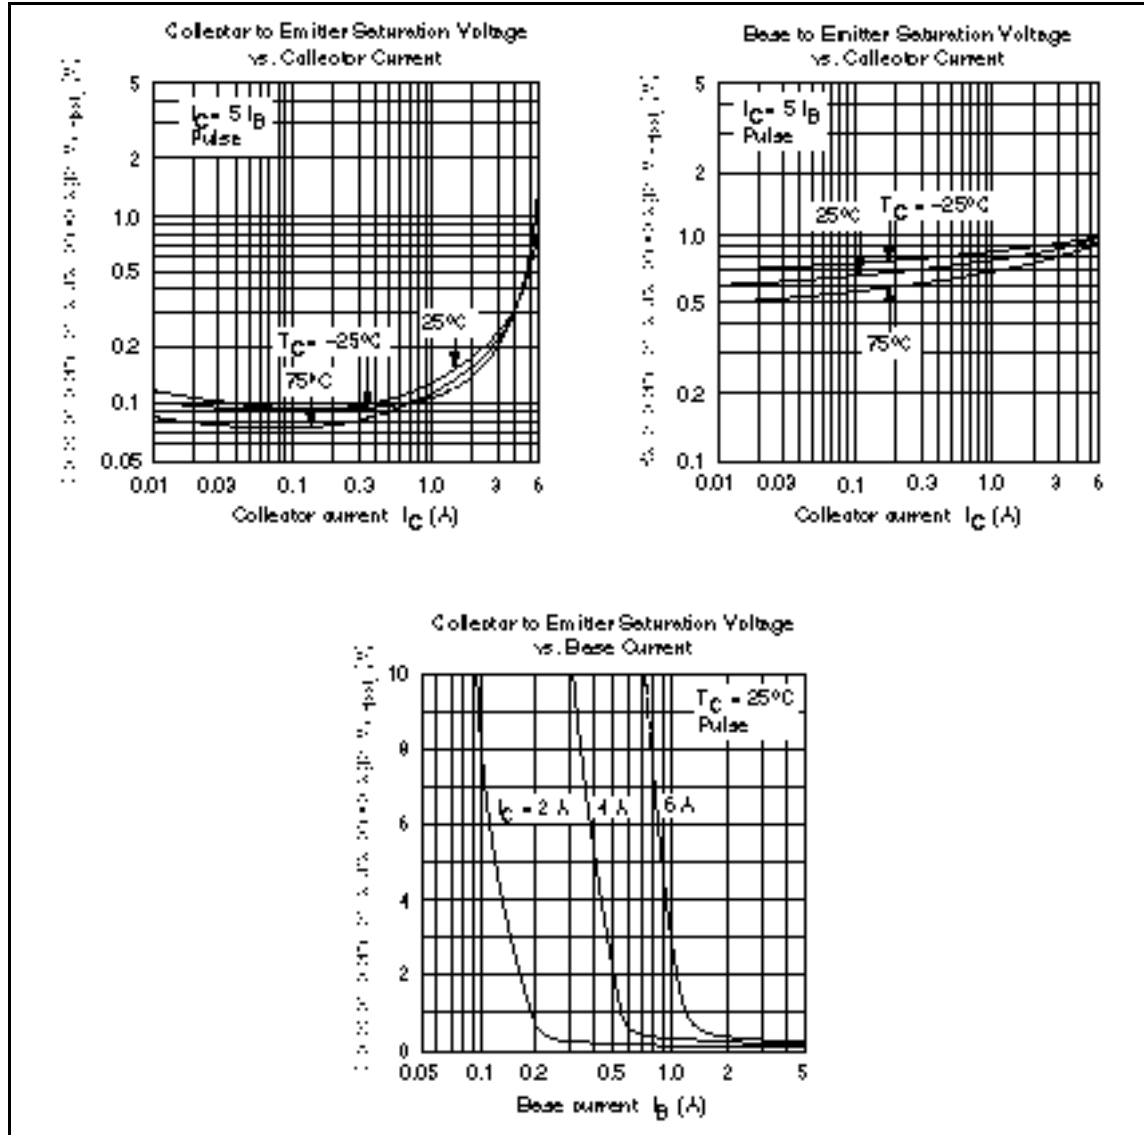 Collector to Emitter Saturation Voltage
vs. Collector Current
5
2
1.0
0.5
0.2
0.1
0.05
IC = 5 IB
Pulse
25°C
TC = –25°C
75°C
0.01 0.03 0.1 0.3 1.0 3 6
Collector current IC (A)
Base to Emitter Saturation Voltage
vs. Collector Current
5
2
1.0
0.5
0.2
0.1
IC = 5 IB
Pulse
25°C
TC = –25°C
75°C
0.01 0.03 0.1 0.3 1.0 3 6
Collector current IC (A)
Collector to Emitter Saturation Voltage
vs. Base Current
10
8
6
4
2
0
TC = 25°C
Pulse
IC = 2 A 4 A 6 A
0.05 0.1 0.2 0.5 1.0 2 5
Base current IB (A)